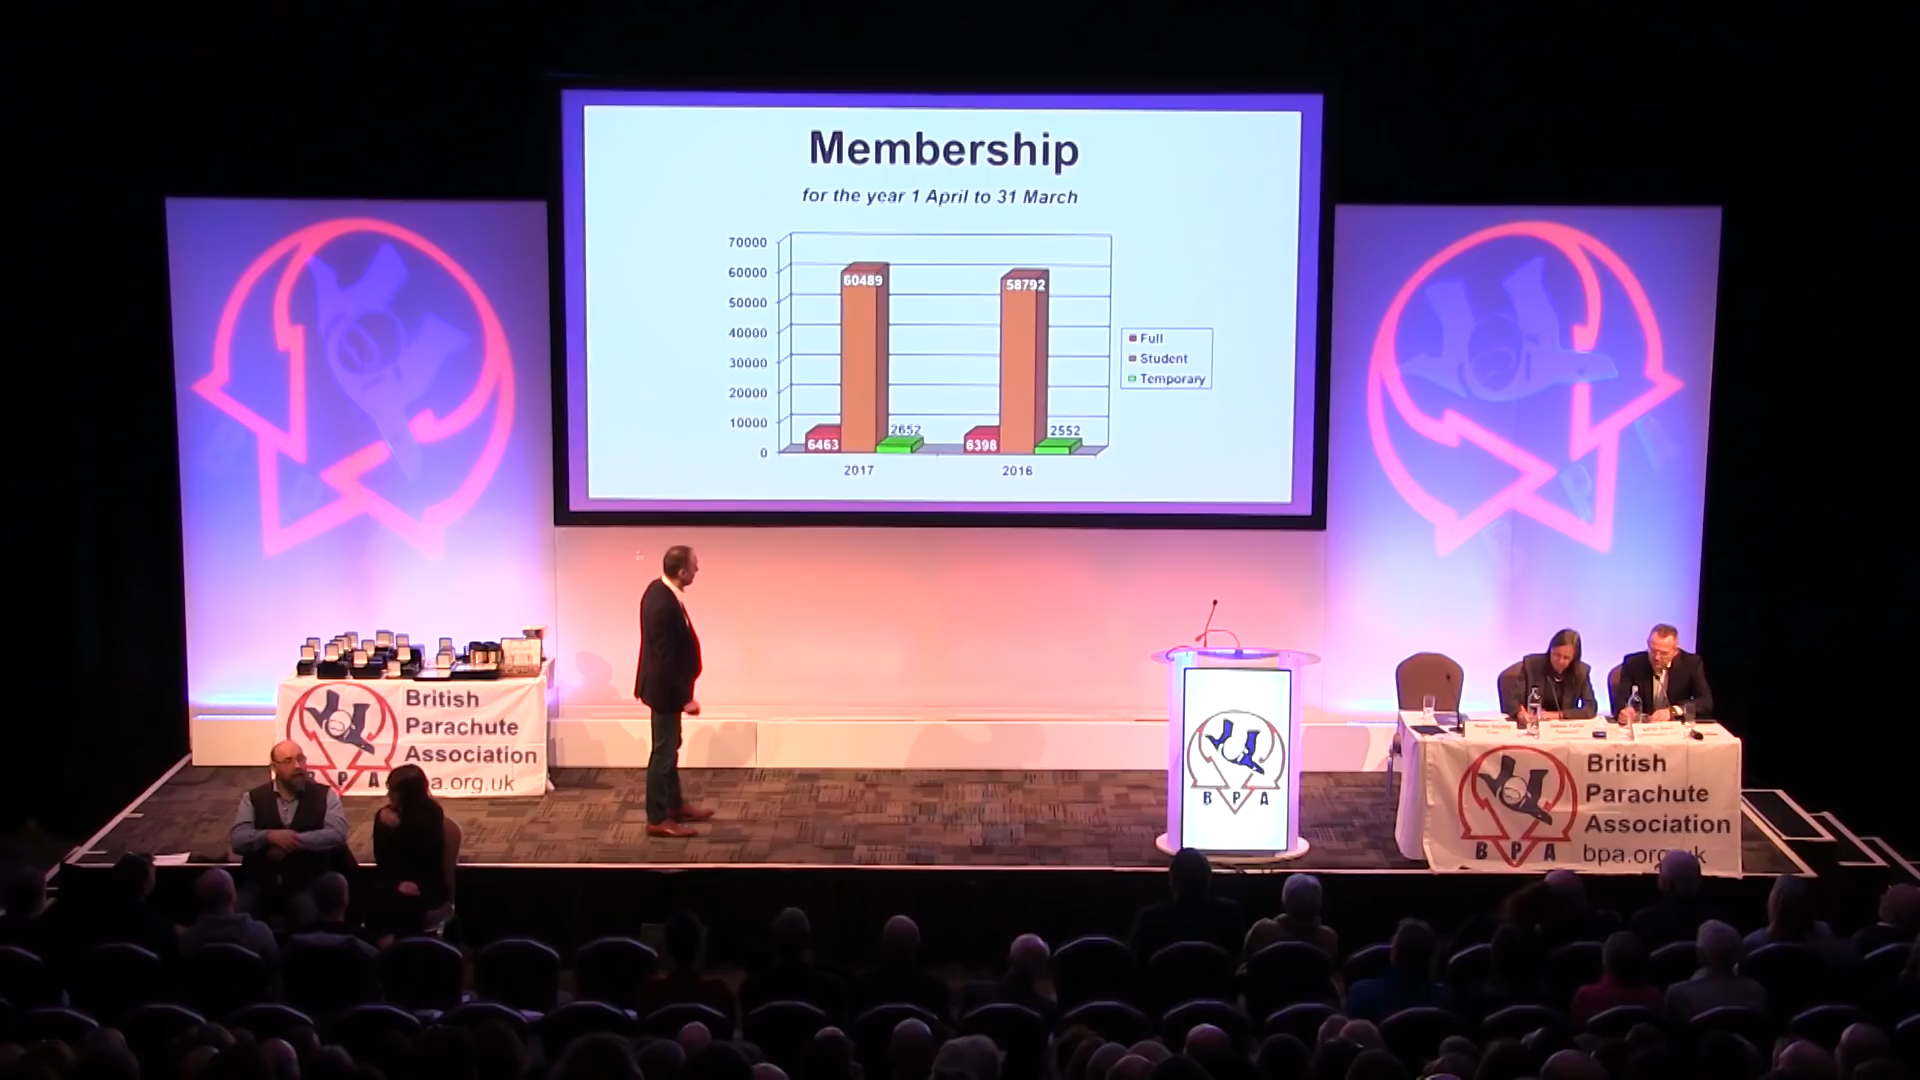 Membership
for the year 1 April to 31 March
70000
60000
50000
40000
30000
20000
10000
0
60489
6463
2652
58792
6398
2552
2017
2016
Full
Student
Temporary
British
Parachute
Association
B P A
a.org.uk
B P A
British
Parachute
Association
B P A
bpa.org.uk